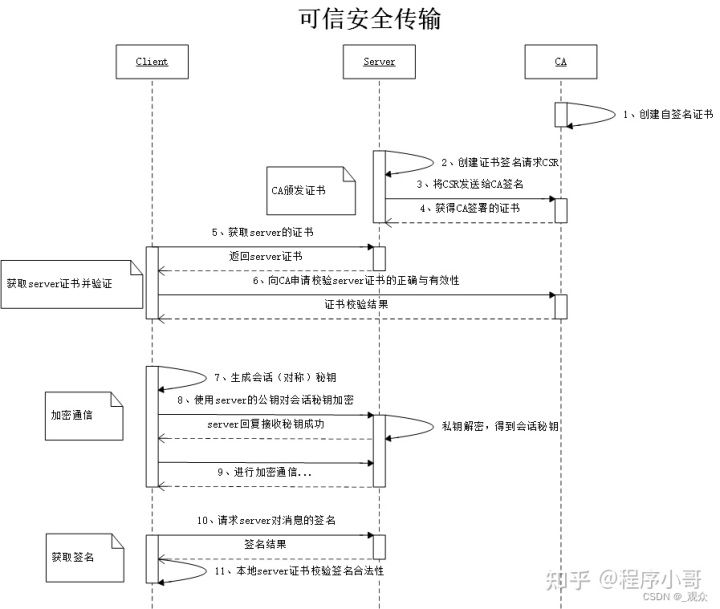 可信安全传输
Client
Server
CA
1、创建自签名证书
2、创建证书签名请求CSR
CA颁发证书
3、将CSR发送给CA签名
4、获得CA签署的证书
5、获取server的证书
返回server证书
获取server证书并验证
6、向CA申请校验server证书的正确与有效性
证书校验结果
7、生成会话（对称）秘钥
8、使用server的公钥对会话秘钥加密
加密通信
server回复接收秘钥成功
私钥解密，得到会话秘钥
9、进行加密通信...
10、请求server对消息的签名
签名结果
获取签名
11、本地server证书校验签名合法性
知乎 @程序小哥
CSDN @_观众